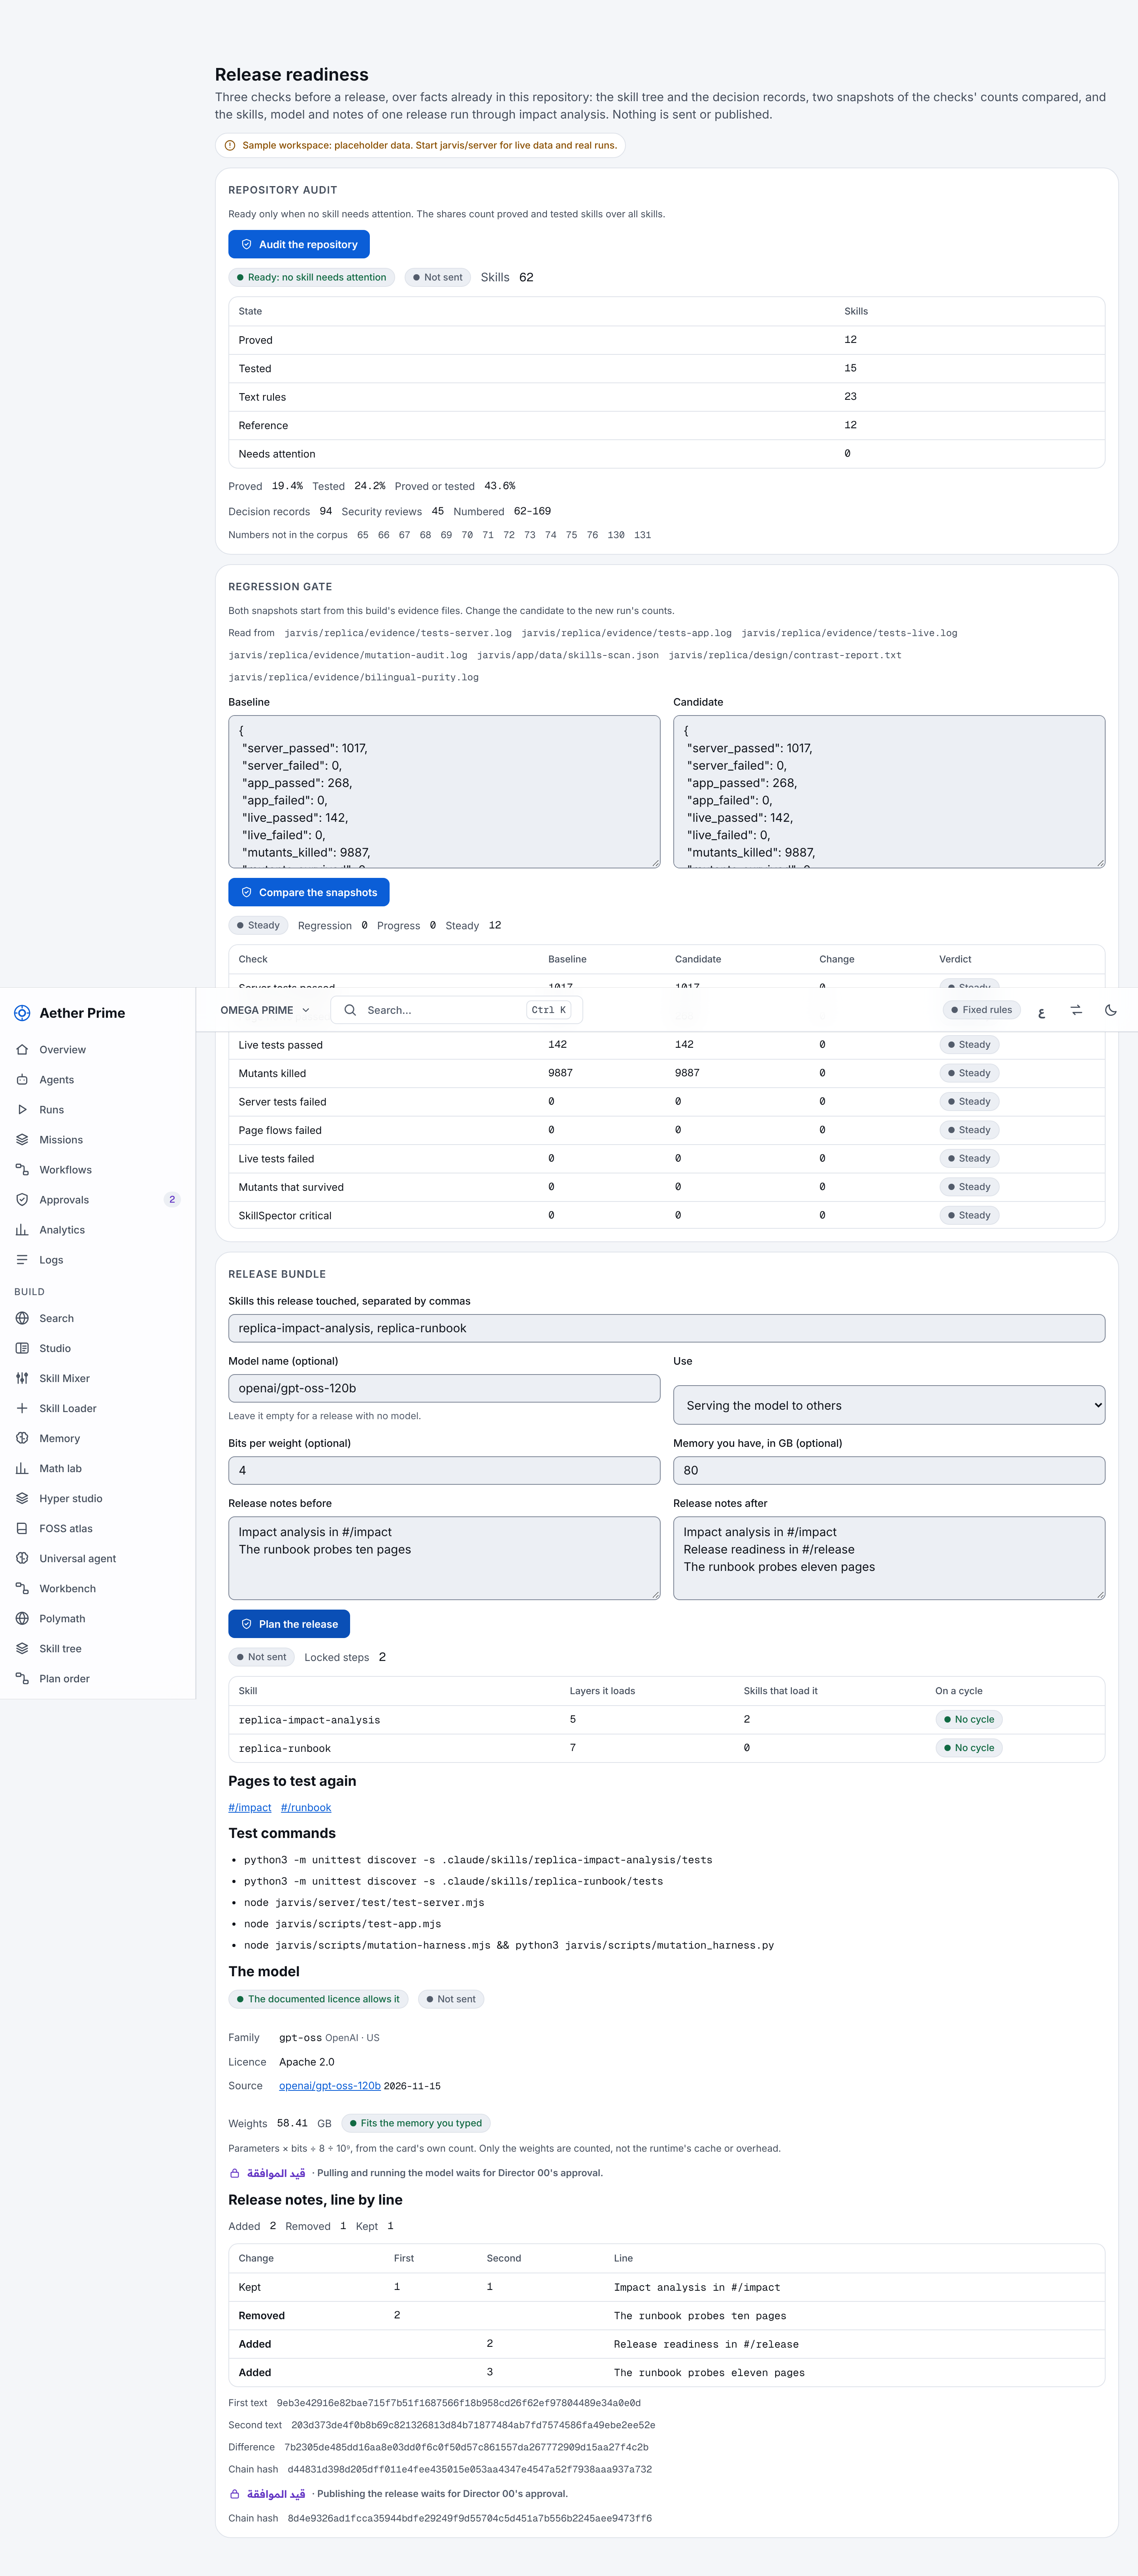 Release readiness
Three checks before a release, over facts already in this repository: the skill tree and the decision records, two snapshots of the checks' counts compared, and
the skills, model and notes of one release run through impact analysis. Nothing is sent or published.
Sample workspace: placeholder data. Start jarvis/server for live data and real runs.
REPOSITORY AUDIT
Ready only when no skill needs attention. The shares count proved and tested skills over all skills.
Audit the repository
Ready: no skill needs attention Not sent Skills 62
State Skills
Proved 12
Tested 15
Text rules 23
Reference 12
Needs attention 0
Proved 19.4% Tested 24.2% Proved or tested 43.6%
Decision records 94 Security reviews 45 Numbered 62–169
Numbers not in the corpus 65 66 67 68 69 70 71 72 73 74 75 76 130 131
REGRESSION GATE
Both snapshots start from this build's evidence files. Change the candidate to the new run's counts.
Read from jarvis/replica/evidence/tests-server.log jarvis/replica/evidence/tests-app.log jarvis/replica/evidence/tests-live.log
jarvis/replica/evidence/mutation-audit.log jarvis/app/data/skills-scan.json jarvis/replica/design/contrast-report.txt
jarvis/replica/evidence/bilingual-purity.log
Baseline
{
"server_passed": 1017,
"server_failed": 0,
"app_passed": 268,
"app_failed": 0,
"live_passed": 142,
"live_failed": 0,
"mutants_killed": 9887,
Candidate
{
"server_passed": 1017,
"server_failed": 0,
"app_passed": 268,
"app_failed": 0,
"live_passed": 142,
"live_failed": 0,
"mutants_killed": 9887,
Compare the snapshots
Steady Regression 0 Progress 0 Steady 12
Check Baseline Candidate Change Verdict
Server tests passed 1017 1017 0 Steady
Aether Prime
Overview
Agents
Runs
Missions
Workflows
Approvals 2
Analytics
Logs
BUILD
Search
Studio
Skill Mixer
Skill Loader
Memory
Math lab
Hyper studio
FOSS atlas
Universal agent
Workbench
Polymath
Skill tree
Plan order
OMEGA PRIME Search... Ctrl K Fixed rules ع
Live tests passed 142 142 0 Steady
Mutants killed 9887 9887 0 Steady
Server tests failed 0 0 0 Steady
Page flows failed 0 0 0 Steady
Live tests failed 0 0 0 Steady
Mutants that survived 0 0 0 Steady
SkillSpector critical 0 0 0 Steady
RELEASE BUNDLE
Skills this release touched, separated by commas
replica-impact-analysis, replica-runbook
Model name (optional)
openai/gpt-oss-120b
Leave it empty for a release with no model.
Use
Serving the model to others
Bits per weight (optional)
4
Memory you have, in GB (optional)
80
Release notes before
Impact analysis in #/impact
The runbook probes ten pages
Release notes after
Impact analysis in #/impact
Release readiness in #/release
The runbook probes eleven pages
Plan the release
Not sent Locked steps 2
Skill Layers it loads Skills that load it On a cycle
replica-impact-analysis 5 2 No cycle
replica-runbook 7 0 No cycle
Pages to test again
#/impact #/runbook
Test commands
• python3 -m unittest discover -s .claude/skills/replica-impact-analysis/tests
• python3 -m unittest discover -s .claude/skills/replica-runbook/tests
• node jarvis/server/test/test-server.mjs
• node jarvis/scripts/test-app.mjs
• node jarvis/scripts/mutation-harness.mjs && python3 jarvis/scripts/mutation_harness.py
The model
The documented licence allows it Not sent
Family gpt-oss OpenAI · US
Licence Apache 2.0
Source openai/gpt-oss-120b 2026-11-15
Weights 58.41 GB Fits the memory you typed
Parameters × bits ÷ 8 ÷ 10⁹, from the card's own count. Only the weights are counted, not the runtime's cache or overhead.
قيد الموافقة · Pulling and running the model waits for Director 00's approval.
Release notes, line by line
Added 2 Removed 1 Kept 1
Change First Second Line
Kept 1 1 Impact analysis in #/impact
Removed 2 The runbook probes ten pages
Added 2 Release readiness in #/release
Added 3 The runbook probes eleven pages
First text 9eb3e42916e82bae715f7b51f1687566f18b958cd26f62ef97804489e34a0e0d
Second text 203d373de4f0b8b69c821326813d84b71877484ab7fd7574586fa49ebe2ee52e
Difference 7b2305de485dd16aa8e03dd0f6c0f50d57c861557da267772909d15aa27f4c2b
Chain hash d44831d398d205dff011e4fee435015e053aa4347e4547a52f7938aaa937a732
قيد الموافقة · Publishing the release waits for Director 00's approval.
Chain hash 8d4e9326ad1fcca35944bdfe29249f9d55704c5d451a7b556b2245aee9473ff6